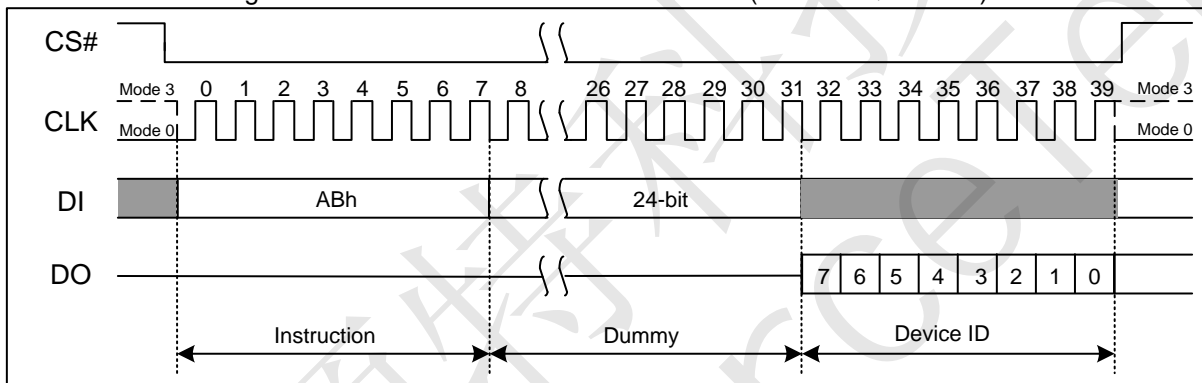 CS#
Mode 3 0 1 2 3 4 5 6 7 8 26 27 28 29 30 31 32 33 34 35 36 37 38 39 Mode 3
CLK
Mode 0 Mode 0
DI ABh 24-bit
DO 7 6 5 4 3 2 1 0
Instruction Dummy Device ID